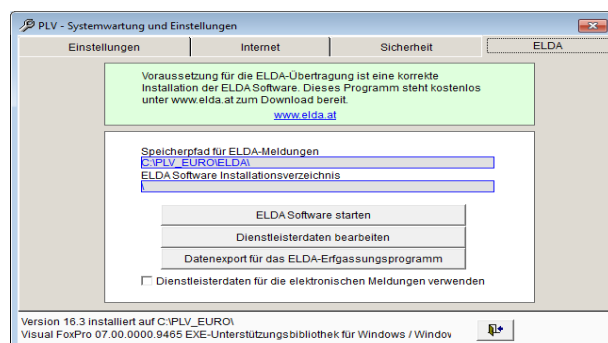 PLV - Systemwartung und Einstellungen
Einstellungen
Internet
Sicherheit
ELDA
Voraussetzung für die ELDA-Übertragung ist eine korrekte
Installation der ELDA Software. Dieses Programm steht kostenlos
unter www.elda.at zum Download bereit.
www.elda.at
Speicherpfad für ELDA-Meldungen
C:\PLV_EURO\ELDA\
ELDA Software Installationsverzeichnis
\
ELDA Software starten
Dienstleisterdaten bearbeiten
Datenexport für das ELDA-Erfgassungsprogramm
Dienstleisterdaten für die elektronischen Meldungen verwenden
Version 16.3 installiert auf C:\PLV_EURO\
Visual FoxPro 07.00.0000.9465 EXE-Unterstützungsbibliothek für Windows / Window